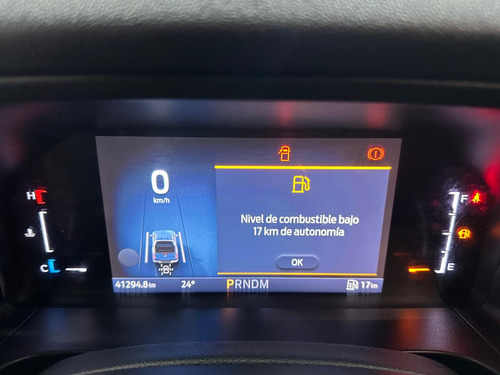 H
C
0
km/h
Nivel de combustible bajo
17 km de autonomía
OK
41294.8 km
24°
PRNDM
17 km
F
E